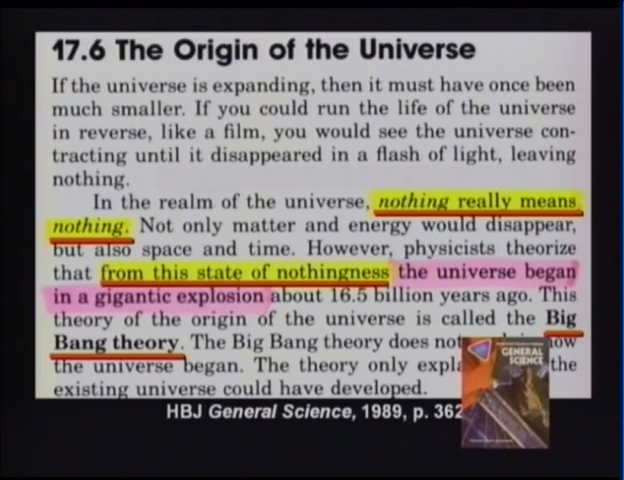 17.6 The Origin of the Universe
If the universe is expanding, then it must have once been
much smaller. If you could run the life of the universe
in reverse, like a film, you would see the universe con-
tracting until it disappeared in a flash of light, leaving
nothing.
In the realm of the universe, nothing really means
nothing. Not only matter and energy would disappear,
but also space and time. However, physicists theorize
that from this state of nothingness the universe began
in a gigantic explosion about 16.5 billion years ago. This
theory of the origin of the universe is called the Big
Bang theory. The Big Bang theory does not
the universe began. The theory only the
existing universe could have developed.
HBJ General Science, 1989, p. 362
GENERAL
SCIENCE